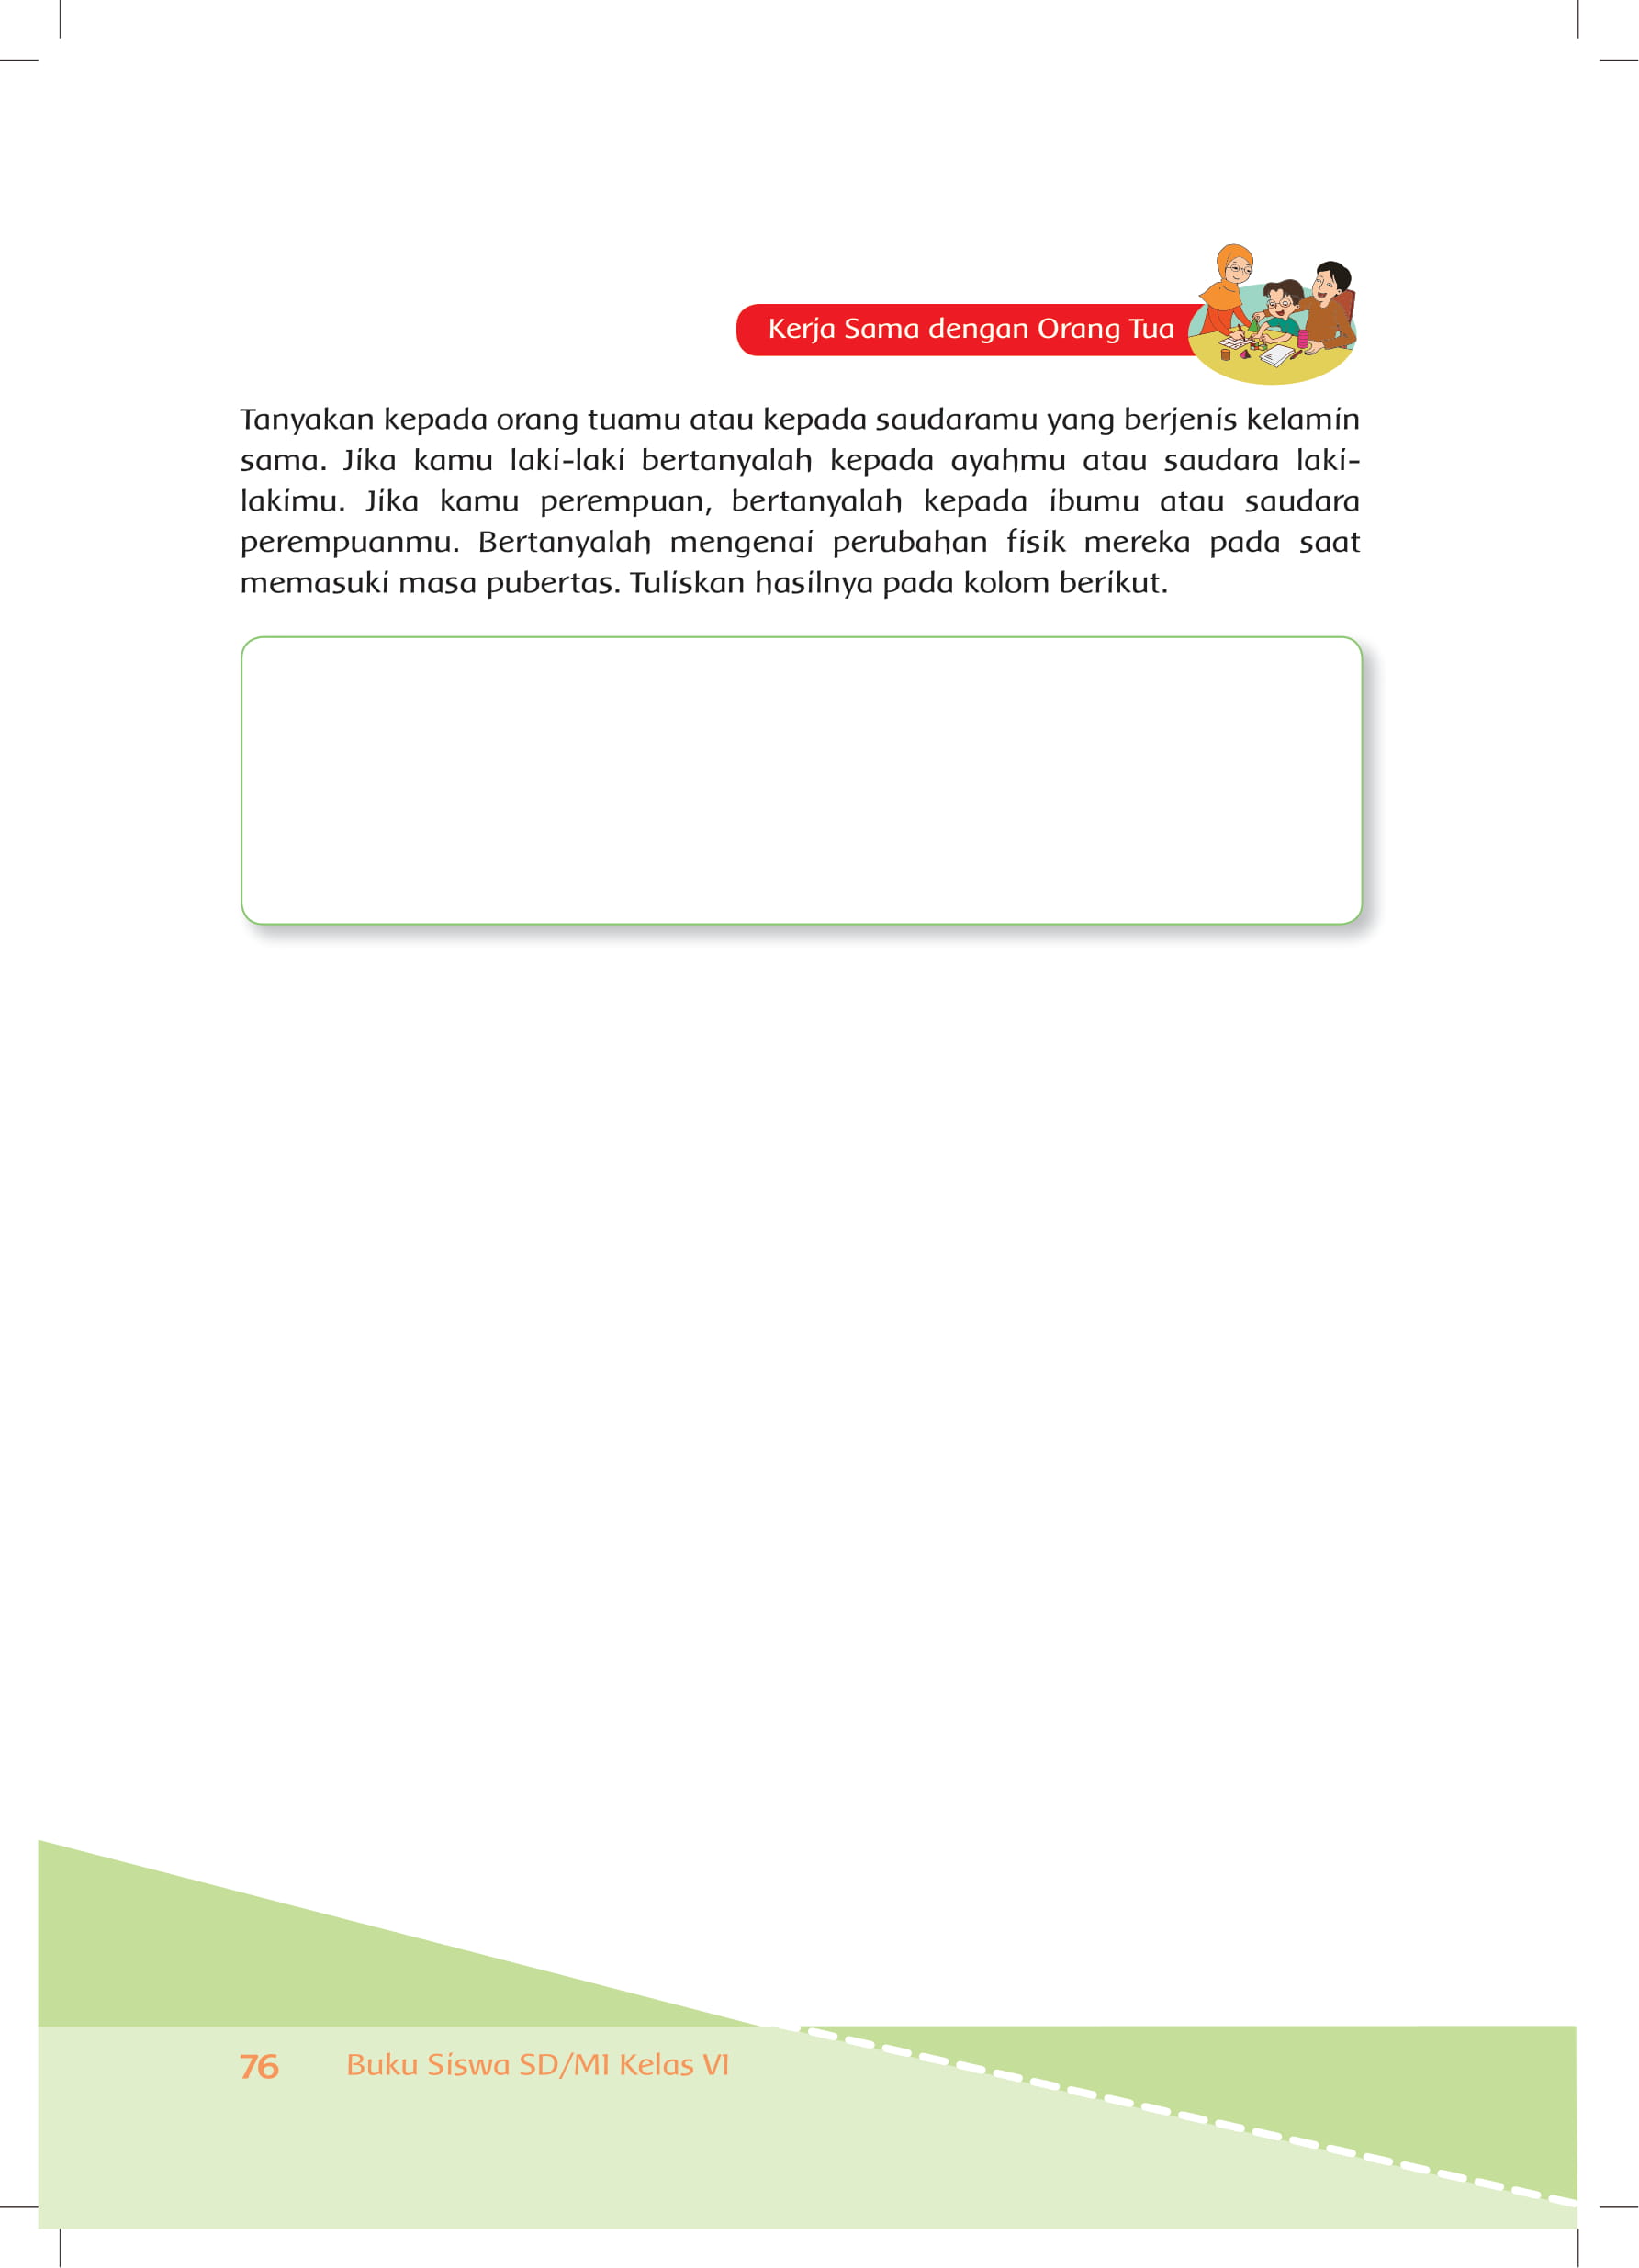 Kerja Sama dengan Orang Tua
Tanyakan kepada orang tuamu atau kepada saudaramu yang berjenis kelamin
sama. Jika kamu laki-laki bertanyalah kepada ayahmu atau saudara laki-
lakimu. Jika kamu perempuan, bertanyalah kepada ibumu atau saudara
perempuanmu. Bertanyalah mengenai perubahan fisik mereka pada saat
memasuki masa pubertas. Tuliskan hasilnya pada kolom berikut.
76 Buku Siswa SD/MI Kelas VI